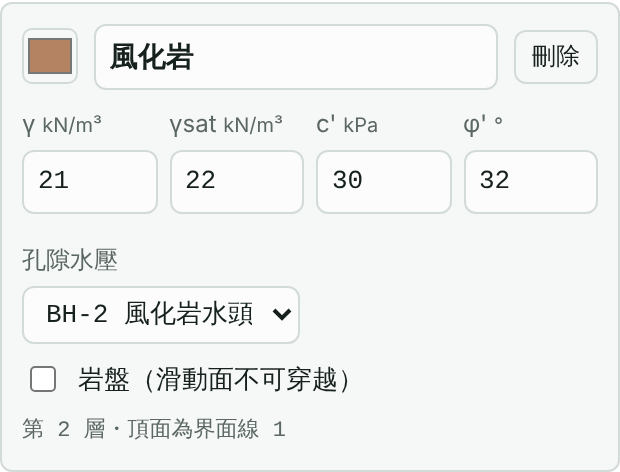 風化岩 刪除
γ kN/m³ γsat kN/m³ c' kPa φ' °
21 22 30 32
孔隙水壓
BH-2 風化岩水頭
岩盤（滑動面不可穿越）
第 2 層・頂面為界面線 1